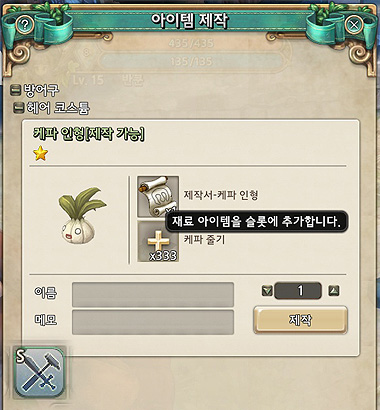 아이템 제작
435/435
135/135
Lv. 15
방어구
헤어 코스튬
케파 인형[제작 가능]
제작서-케파 인형
재료 아이템을 슬롯에 추가합니다.
케파 줄기
x333
이름
1
메모
제작
S